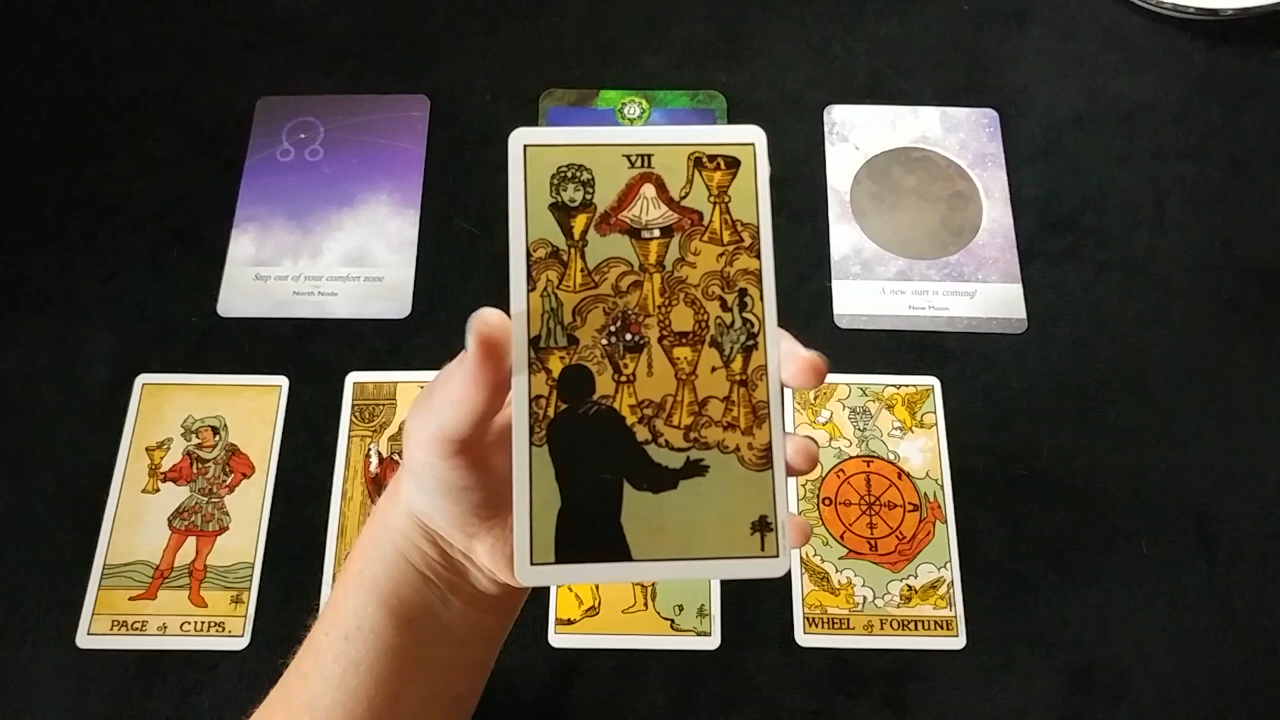 Step out of your comfort zone
North Node
A new start is coming!
New Moon
VII
X
PAGE of CUPS.
WHEEL of FORTUNE